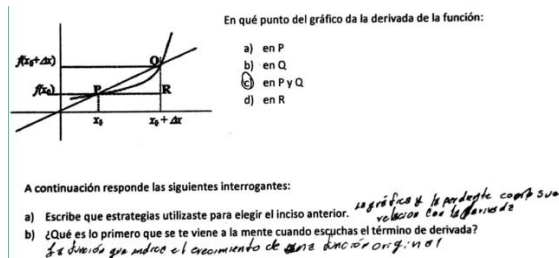 En qué punto del gráfico da la derivada de la función:
f(x₀+Δx)
Q
a) en P
b) en Q
f(x₀)
P
R
c) en P y Q
d) en R
x₀
x₀ + Δx
A continuación responde las siguientes interrogantes:
a) Escribe que estrategias utilizaste para elegir el inciso anterior. La gráfica y la pendiente como su
relacion con la derivada
b) ¿Qué es lo primero que se te viene a la mente cuando escuchas el término de derivada?
La función que indica el crecimiento de una función original